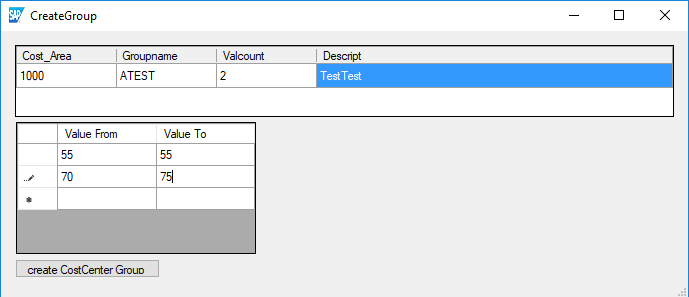 SAP CreateGroup
Cost_Area Groupname Valcount Descript
1000 ATEST 2 TestTest
Value From Value To
55 55
70 75
create CostCenter Group